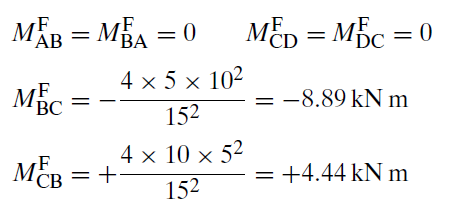 M^F_AB = M^F_BA = 0 M^F_CD = M^F_DC = 0
M^F_BC = − (4 × 5 × 10²)/15² = −8.89 kN m
M^F_CB = + (4 × 10 × 5²)/15² = +4.44 kN m